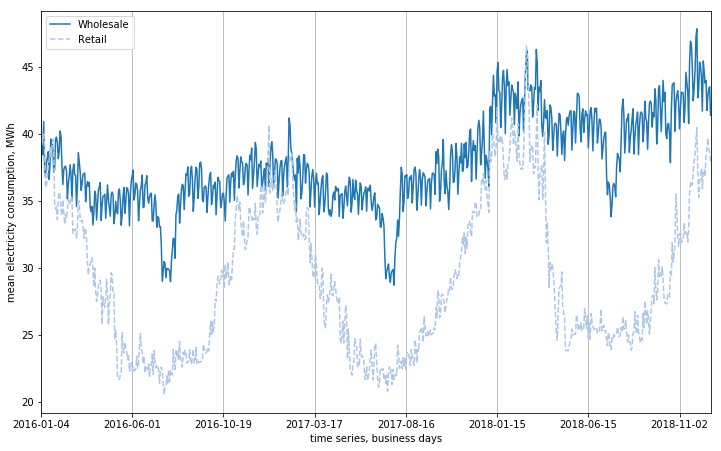 Wholesale
Retail
mean electricity consumption, MWh
45
40
35
30
25
20
2016-01-04 2016-06-01 2016-10-19 2017-03-17 2017-08-16 2018-01-15 2018-06-15 2018-11-02
time series, business days